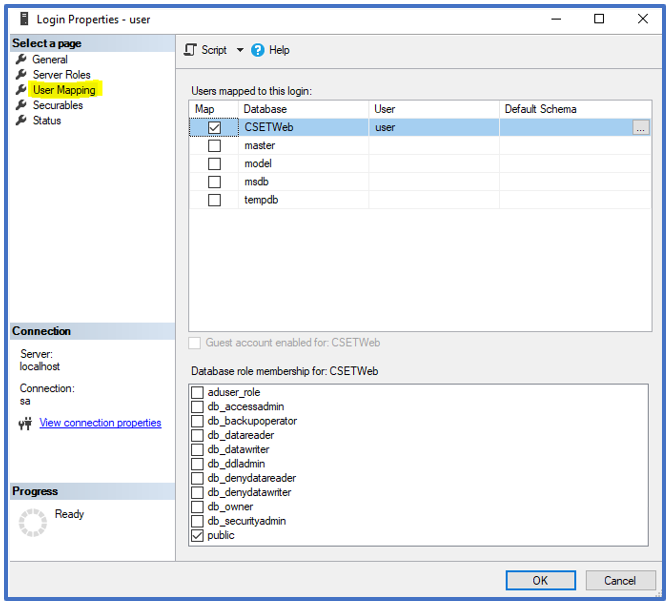 Login Properties - user
Select a page
General
Server Roles
User Mapping
Securables
Status
Connection
Server:
localhost
Connection:
sa
View connection properties
Progress
Ready
Script Help
Users mapped to this login:
Map Database User Default Schema
CSETWeb user ...
master
model
msdb
tempdb
Guest account enabled for: CSETWeb
Database role membership for: CSETWeb
aduser_role
db_accessadmin
db_backupoperator
db_datareader
db_datawriter
db_ddladmin
db_denydatareader
db_denydatawriter
db_owner
db_securityadmin
public
OK Cancel